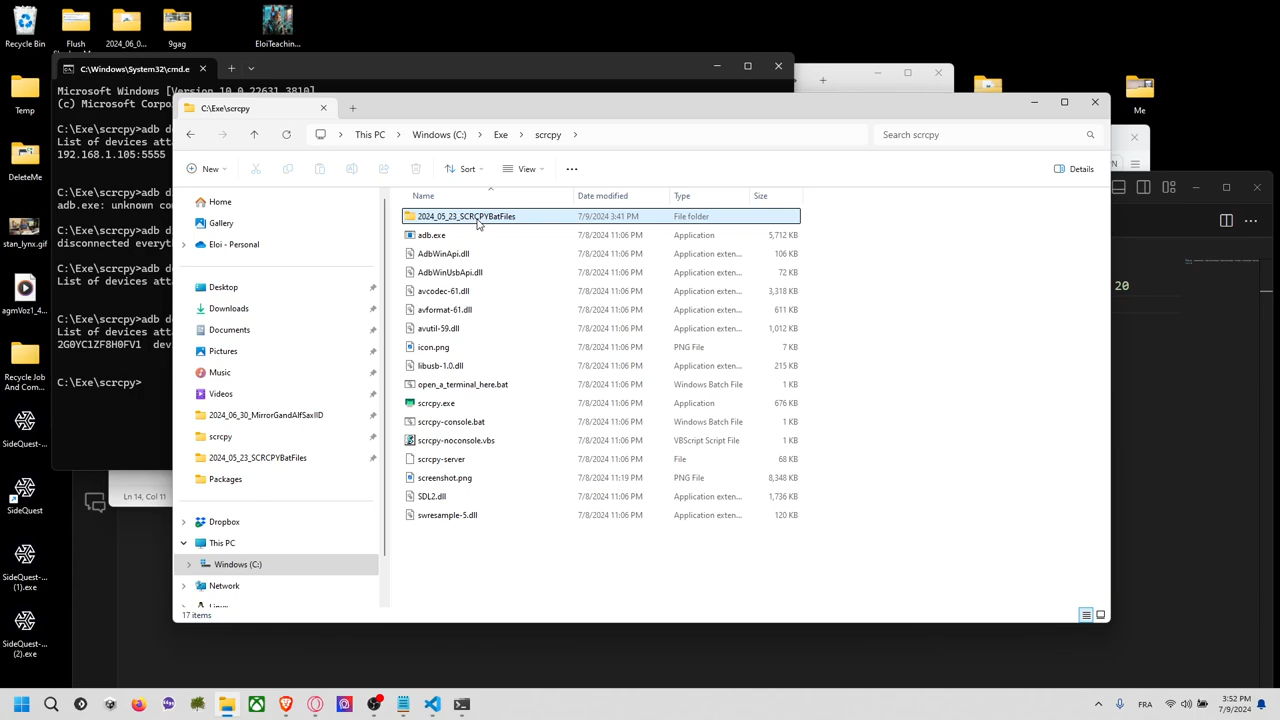 Recycle Bin
Flush
2024_06_0...
9gag
EloiTeachin...
Temp
DeleteMe
stan_lynx.gif
agmVoz1_4...
Recycle Job
And Com...
SideQuest-...
SideQuest
SideQuest-...
(1).exe
SideQuest-...
(2).exe
Me
C:\Windows\System32\cmd.e
Microsoft Windows [Version 10.0.22631.3810]
(c) Microsoft Corpor
C:\Exe\scrcpy>adb de
List of devices atta
192.168.1.105:5555
C:\Exe\scrcpy>adb di
adb.exe: unknown com
C:\Exe\scrcpy>adb di
disconnected everyth
C:\Exe\scrcpy>adb de
List of devices atta
C:\Exe\scrcpy>adb de
List of devices atta
2G0YC1ZF8H0FV1 dev
C:\Exe\scrcpy>
C:\Exe\scrcpy
This PC > Windows (C:) > Exe > scrcpy >
Search scrcpy
New
Sort
View
Details
Home
Gallery
Eloi - Personal
Desktop
Downloads
Documents
Pictures
Music
Videos
2024_06_30_MirrorGandAlfSaxIID
scrcpy
2024_05_23_SCRCPYBatFiles
Packages
Dropbox
This PC
Windows (C:)
Network
Linux
Name Date modified Type Size
2024_05_23_SCRCPYBatFiles 7/9/2024 3:41 PM File folder
adb.exe 7/8/2024 11:06 PM Application 5,712 KB
AdbWinApi.dll 7/8/2024 11:06 PM Application exten... 106 KB
AdbWinUsbApi.dll 7/8/2024 11:06 PM Application exten... 72 KB
avcodec-61.dll 7/8/2024 11:06 PM Application exten... 3,318 KB
avformat-61.dll 7/8/2024 11:06 PM Application exten... 611 KB
avutil-59.dll 7/8/2024 11:06 PM Application exten... 1,012 KB
icon.png 7/8/2024 11:06 PM PNG File 7 KB
libusb-1.0.dll 7/8/2024 11:06 PM Application exten... 215 KB
open_a_terminal_here.bat 7/8/2024 11:06 PM Windows Batch File 1 KB
scrcpy.exe 7/8/2024 11:06 PM Application 676 KB
scrcpy-console.bat 7/8/2024 11:06 PM Windows Batch File 1 KB
scrcpy-noconsole.vbs 7/8/2024 11:06 PM VBScript Script File 1 KB
scrcpy-server 7/8/2024 11:06 PM File 68 KB
screenshot.png 7/8/2024 11:19 PM PNG File 8,348 KB
SDL2.dll 7/8/2024 11:06 PM Application exten... 1,736 KB
swresample-5.dll 7/8/2024 11:06 PM Application exten... 120 KB
17 items
Ln 14, Col 11
N
20
FRA
3:52 PM
7/9/2024